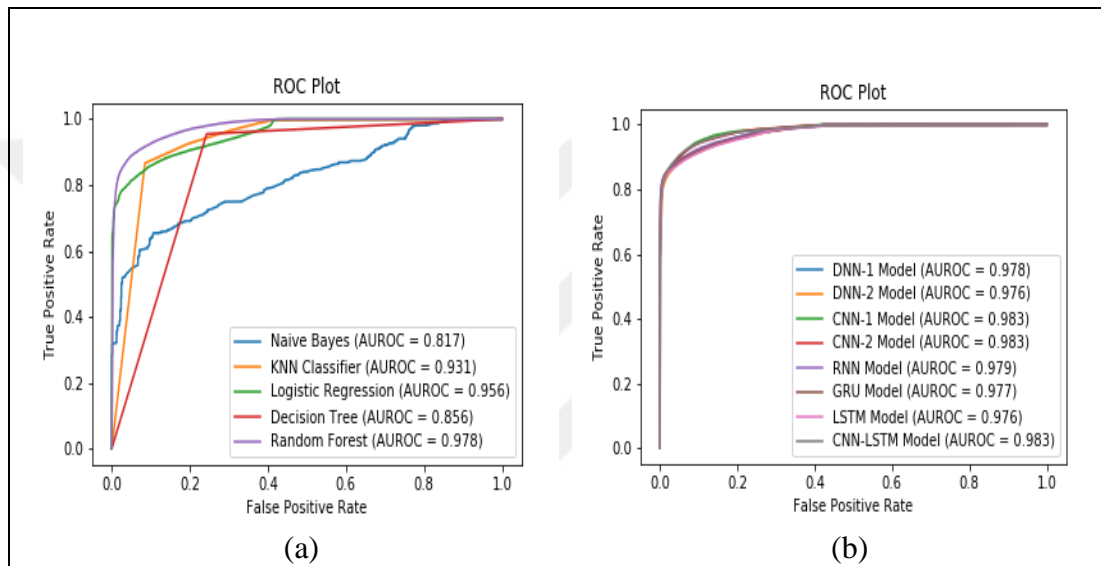 ROC Plot
1.0
0.8
0.6
0.4
0.2
0.0
True Positive Rate
Naive Bayes (AUROC = 0.817)
KNN Classifier (AUROC = 0.931)
Logistic Regression (AUROC = 0.956)
Decision Tree (AUROC = 0.856)
Random Forest (AUROC = 0.978)
0.0 0.2 0.4 0.6 0.8 1.0
False Positive Rate
(a)
ROC Plot
1.0
0.8
0.6
0.4
0.2
0.0
True Positive Rate
DNN-1 Model (AUROC = 0.978)
DNN-2 Model (AUROC = 0.976)
CNN-1 Model (AUROC = 0.983)
CNN-2 Model (AUROC = 0.983)
RNN Model (AUROC = 0.979)
GRU Model (AUROC = 0.977)
LSTM Model (AUROC = 0.976)
CNN-LSTM Model (AUROC = 0.983)
0.0 0.2 0.4 0.6 0.8 1.0
False Positive Rate
(b)